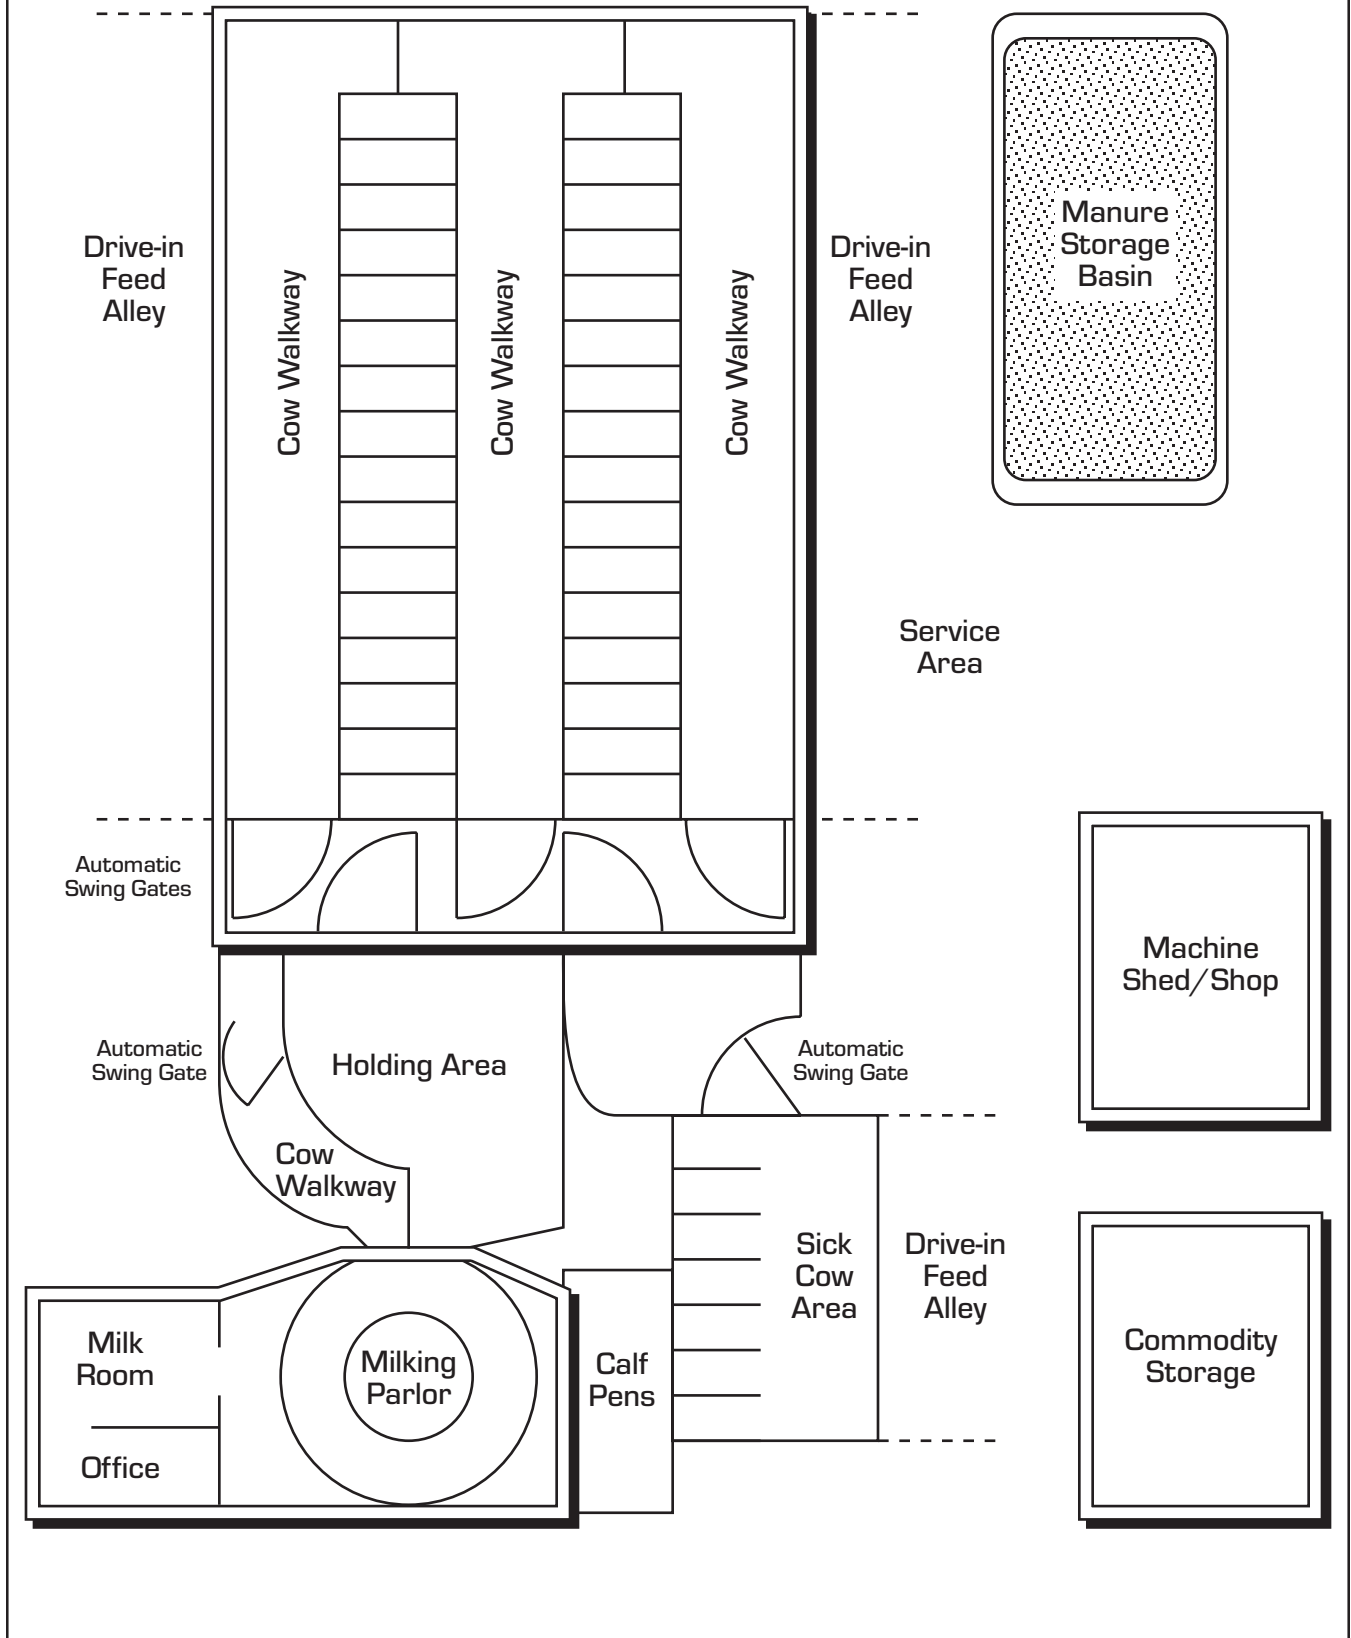 Manure
Storage
Basin
Drive-in
Feed
Alley
Cow Walkway
Cow Walkway
Cow Walkway
Drive-in
Feed
Alley
Service
Area
Automatic
Swing Gates
Machine
Shed/Shop
Automatic
Swing Gate
Holding Area
Automatic
Swing Gate
Cow
Walkway
Sick
Cow
Area
Drive-in
Feed
Alley
Milk
Room
Milking
Parlor
Calf
Pens
Commodity
Storage
Office